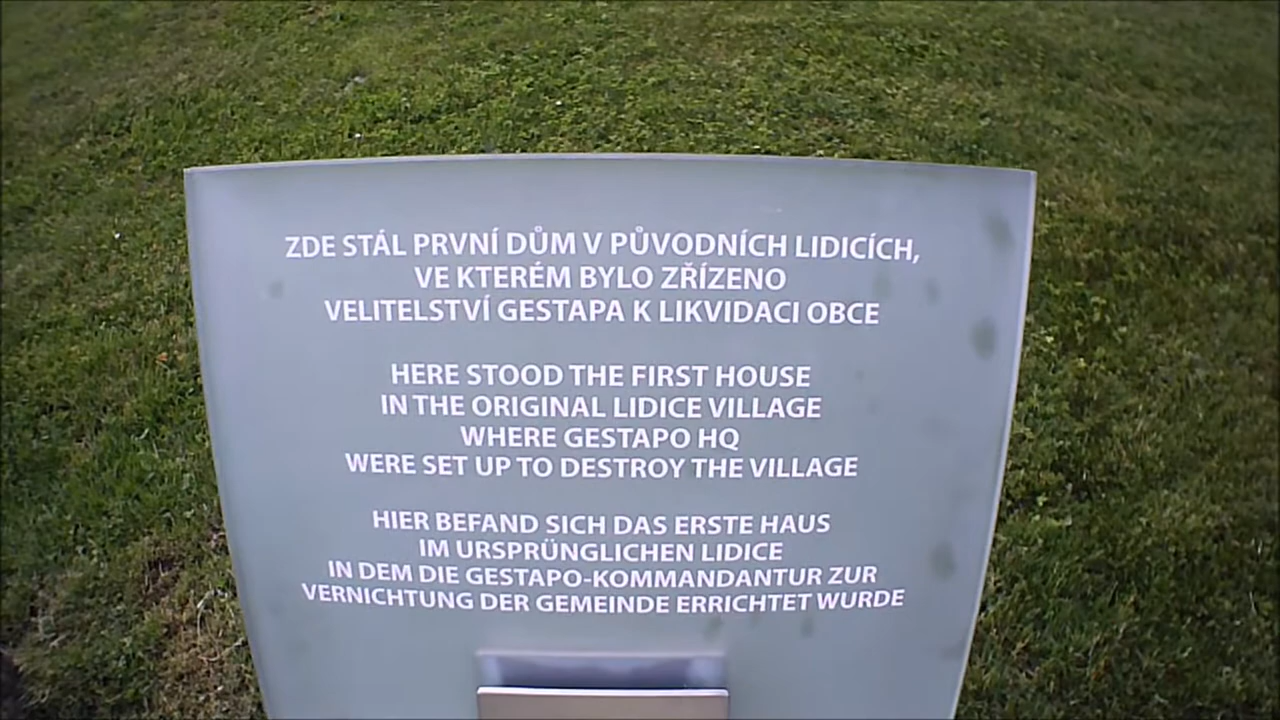 ZDE STÁL PRVNÍ DŮM V PŮVODNÍCH LIDICÍCH,
VE KTERÉM BYLO ZŘÍZENO
VELITELSTVÍ GESTAPA K LIKVIDACI OBCE
HERE STOOD THE FIRST HOUSE
IN THE ORIGINAL LIDICE VILLAGE
WHERE GESTAPO HQ
WERE SET UP TO DESTROY THE VILLAGE
HIER BEFAND SICH DAS ERSTE HAUS
IM URSPRÜNGLICHEN LIDICE
IN DEM DIE GESTAPO-KOMMANDANTUR ZUR
VERNICHTUNG DER GEMEINDE ERRICHTET WURDE